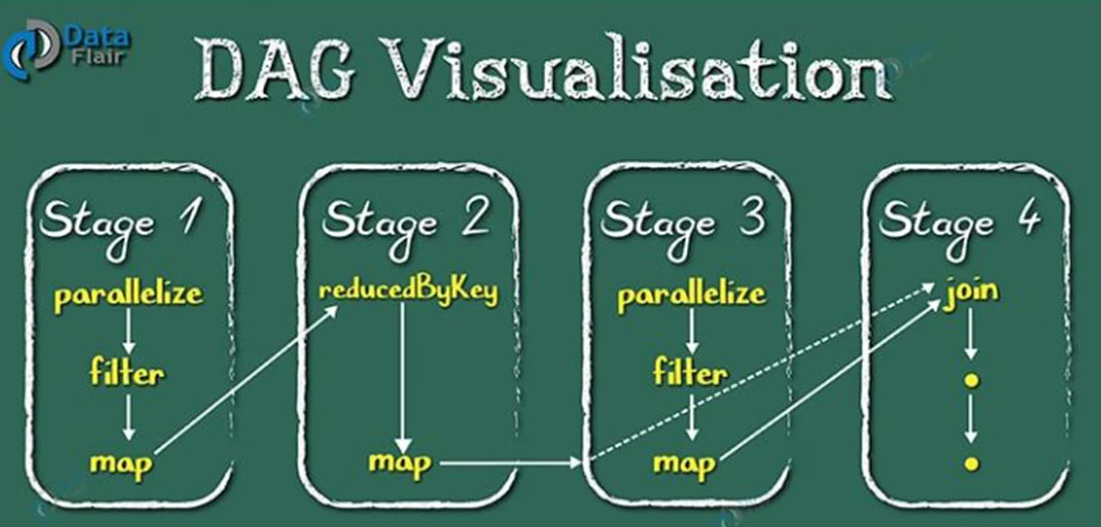 Data
Flair
DAG Visualisation
Stage 1
parallelize
filter
map
Stage 2
reducedByKey
map
Stage 3
parallelize
filter
map
Stage 4
join